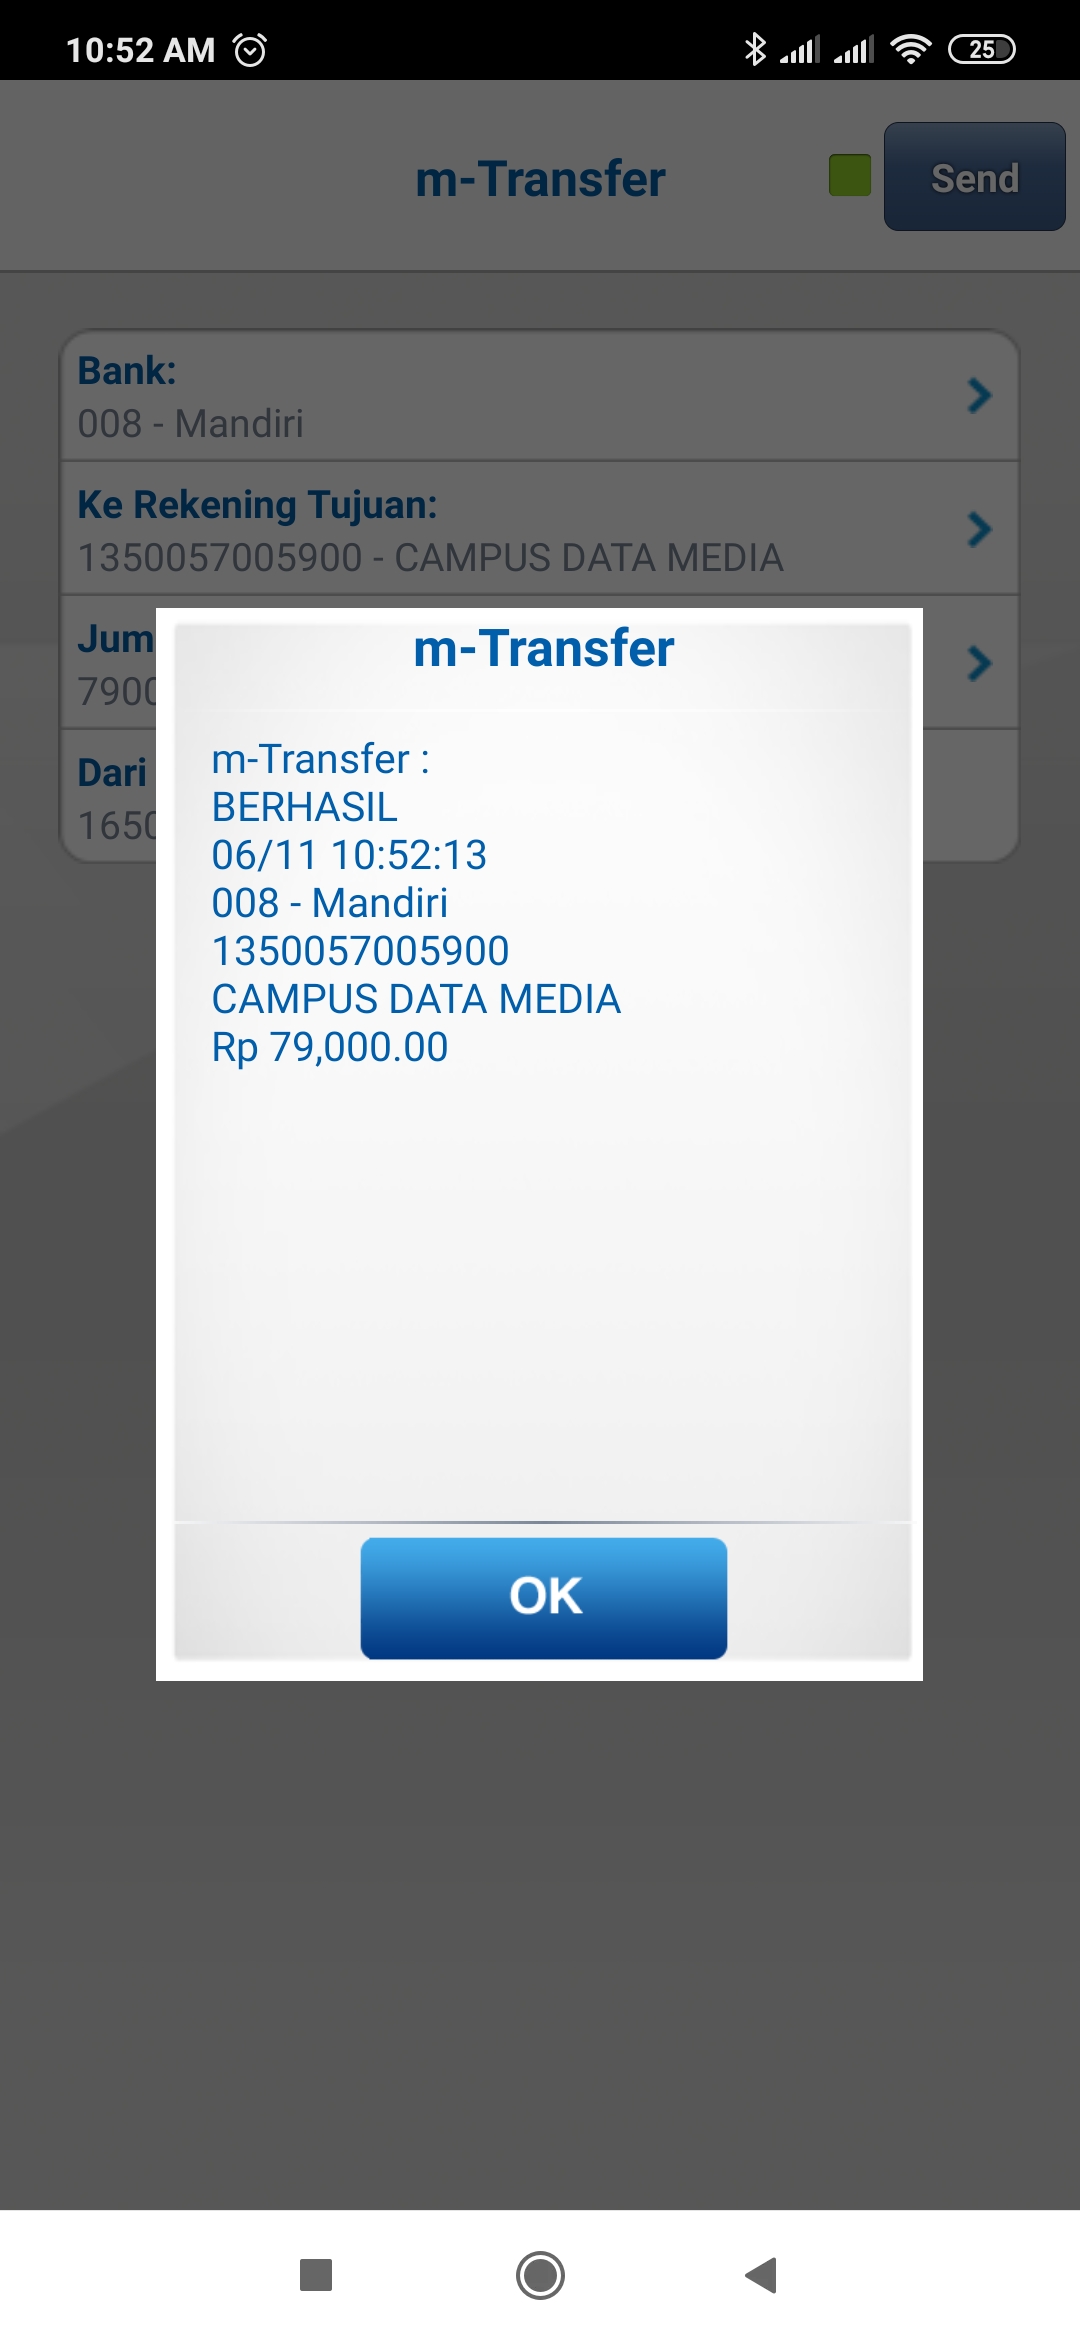 10:52 AM
25
m-Transfer
Send
Bank:
008 - Mandiri
Ke Rekening Tujuan:
1350057005900 - CAMPUS DATA MEDIA
Jum
7900
Dari
1650
m-Transfer
m-Transfer :
BERHASIL
06/11 10:52:13
008 - Mandiri
1350057005900
CAMPUS DATA MEDIA
Rp 79,000.00
OK